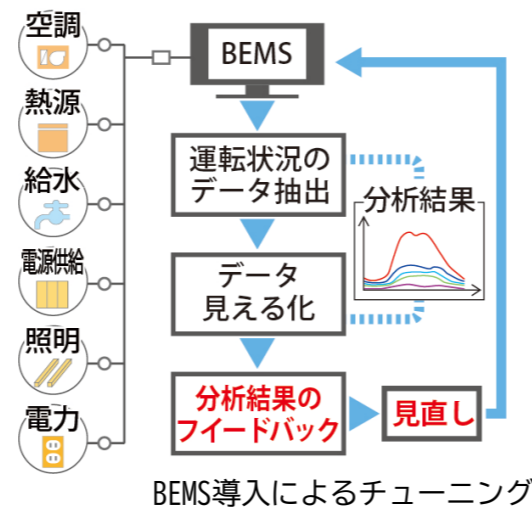 空調
熱源
給水
電源供給
照明
電力
BEMS
運転状況の
データ抽出
分析結果
データ
見える化
分析結果の
フイードバック
見直し
BEMS導入によるチューニング